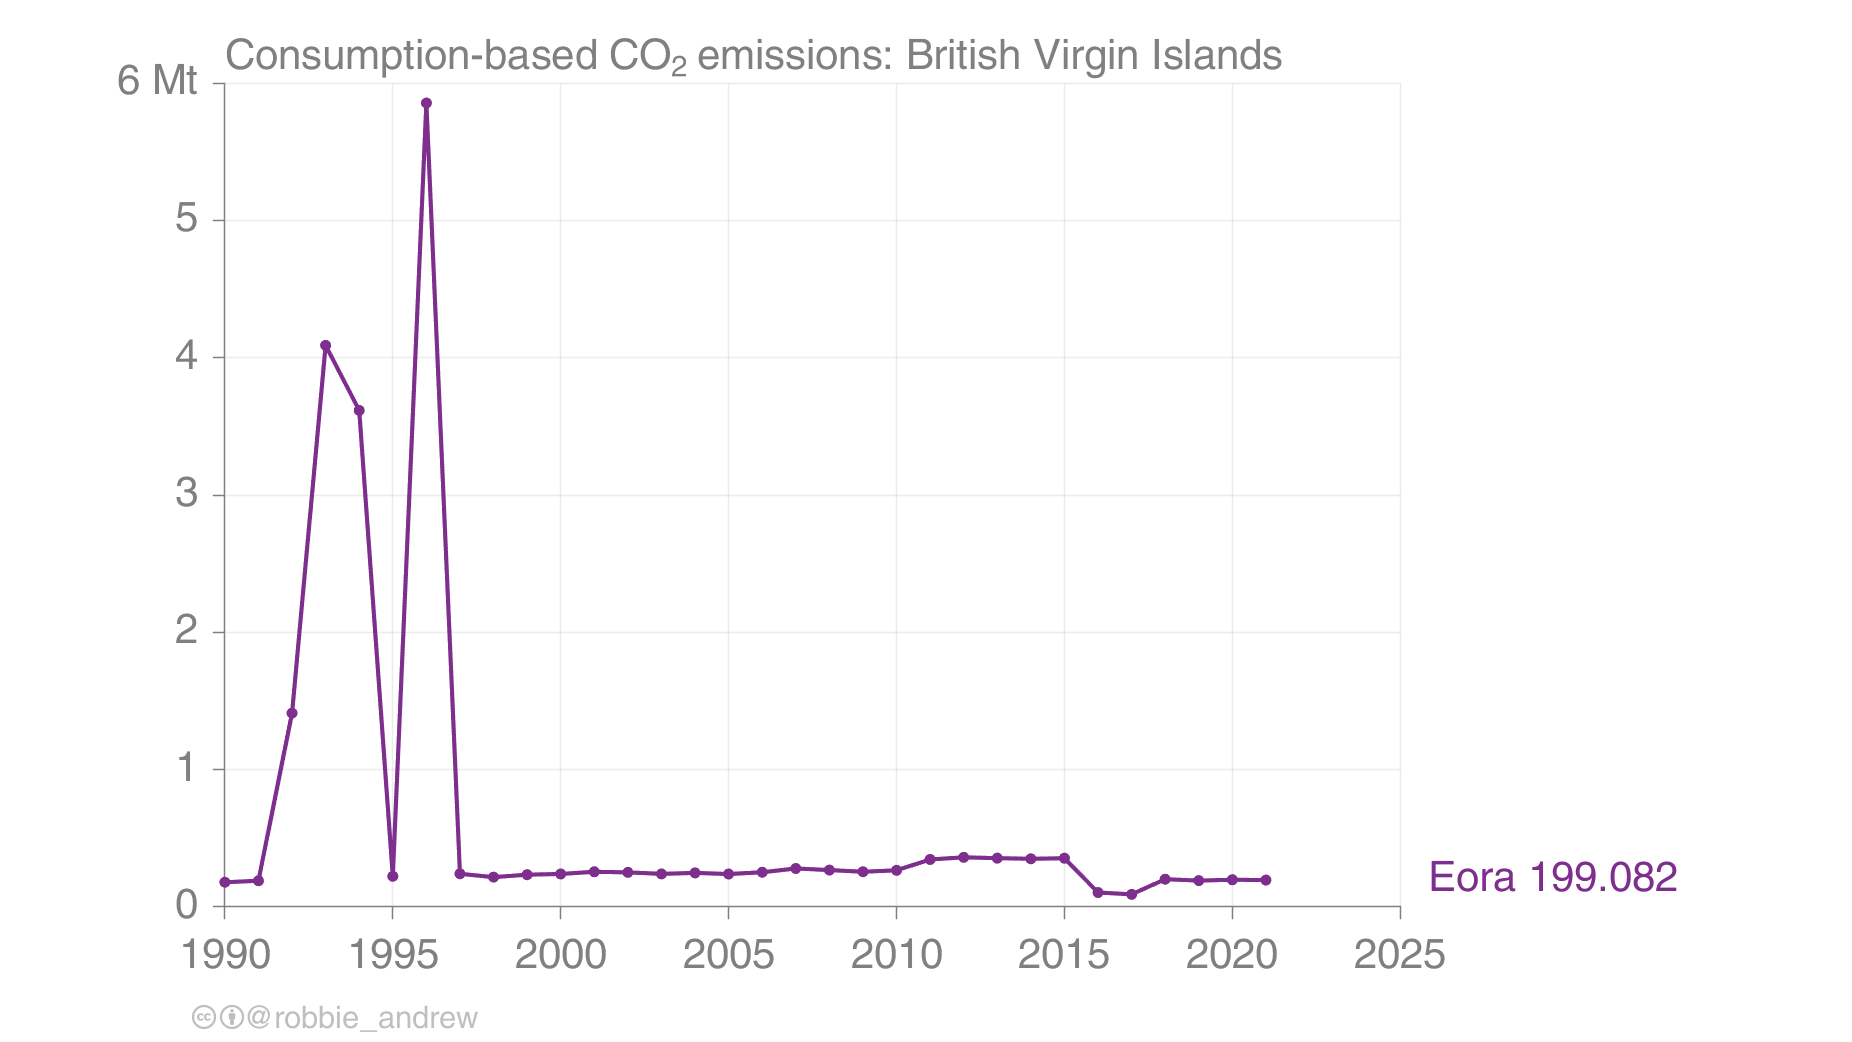 Consumption-based CO₂ emissions: British Virgin Islands
6 Mt
5
4
3
2
1
0
1990 1995 2000 2005 2010 2015 2020 2025
Eora 199.082
@robbie_andrew